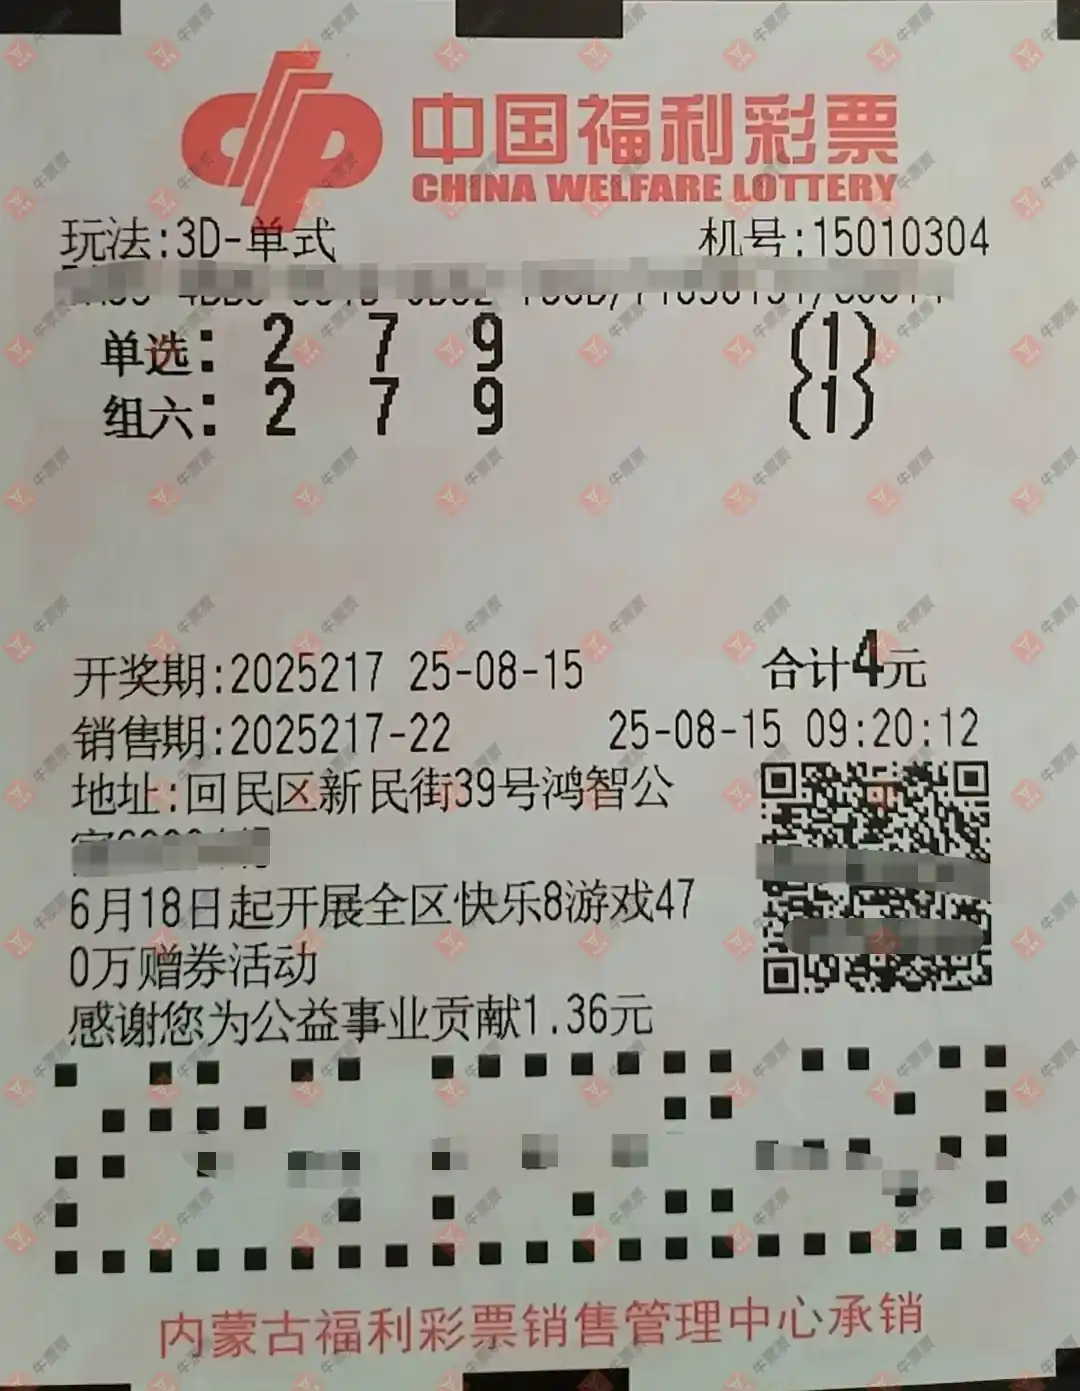 中国福利彩票
CHINA WELFARE LOTTERY
玩法:3D-单式 机号:15010304
单选: 2 7 9 (1)
组六: 2 7 9 (1)
开奖期:2025217 25-08-15 合计4元
销售期:2025217-22 25-08-15 09:20:12
地址:回民区新民街39号鸿智公
6月18日起开展全区快乐8游戏47
0万赠券活动
感谢您为公益事业贡献1.36元
内蒙古福利彩票销售管理中心承销
牛票票